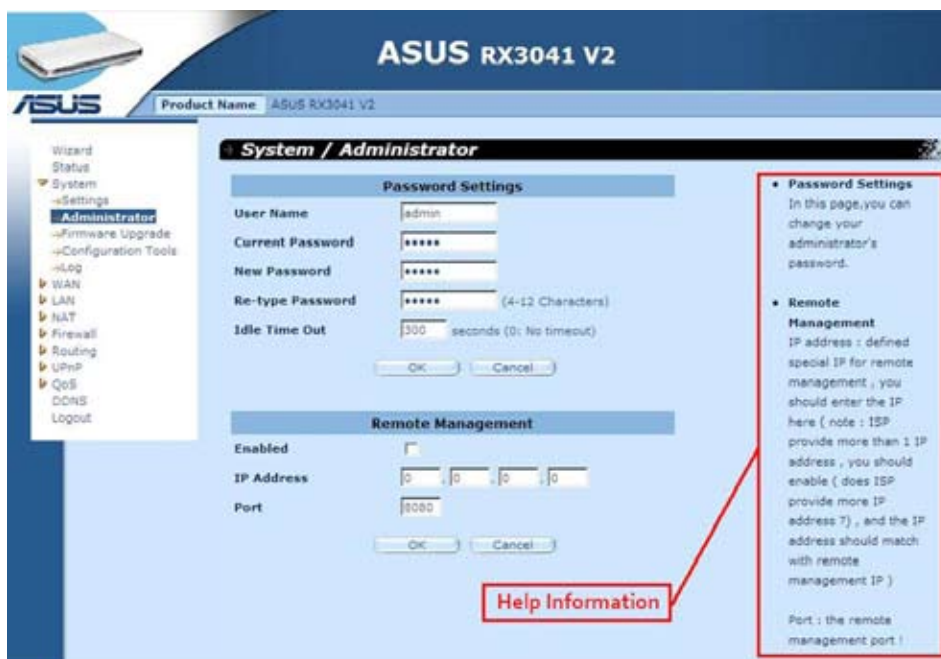 ASUS RX3041 V2
ASUS
Product Name ASUS RX3041 V2
Wizard
Status
System
Settings
Administrator
Firmware Upgrade
Configuration Tools
Log
WAN
LAN
NAT
Firewall
Routing
UPnP
QoS
DDNS
Logout
System / Administrator
Password Settings
User Name admin
Current Password •••••
New Password •••••
Re-type Password ••••• (4-12 Characters)
Idle Time Out 300 seconds (0: No timeout)
OK Cancel
Remote Management
Enabled
IP Address 0 . 0 . 0 . 0
Port 8080
OK Cancel
Help Information
• Password Settings
In this page,you can
change your
administrator's
password.
• Remote
Management
IP address : defined
special IP for remote
management , you
should enter the IP
here ( note : ISP
provide more than 1 IP
address , you should
enable ( does ISP
provide more IP
address ?) , and the IP
address should match
with remote
management IP )
Port : the remote
management port !